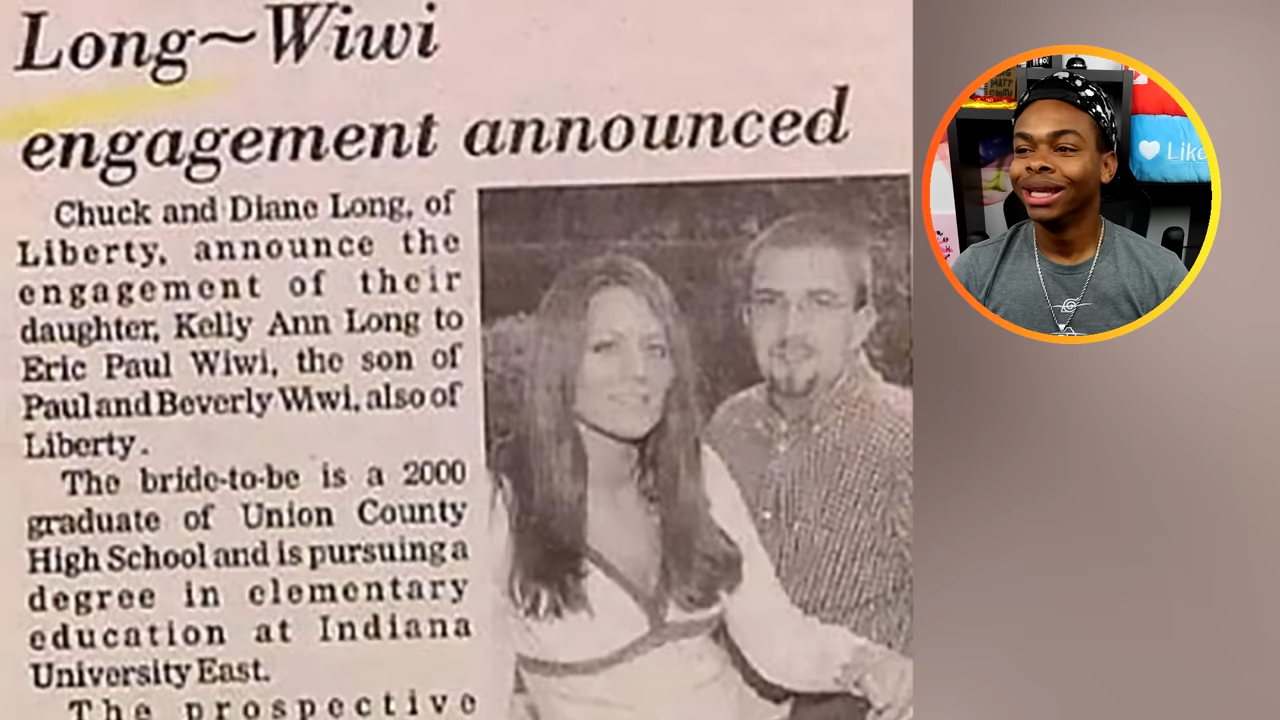 Long~Wiwi
engagement announced
Chuck and Diane Long, of
Liberty, announce the
engagement of their
daughter, Kelly Ann Long to
Eric Paul Wiwi, the son of
Paul and Beverly Wiwi, also of
Liberty.
The bride-to-be is a 2000
graduate of Union County
High School and is pursuing a
degree in elementary
education at Indiana
University East.
The prospective
Like